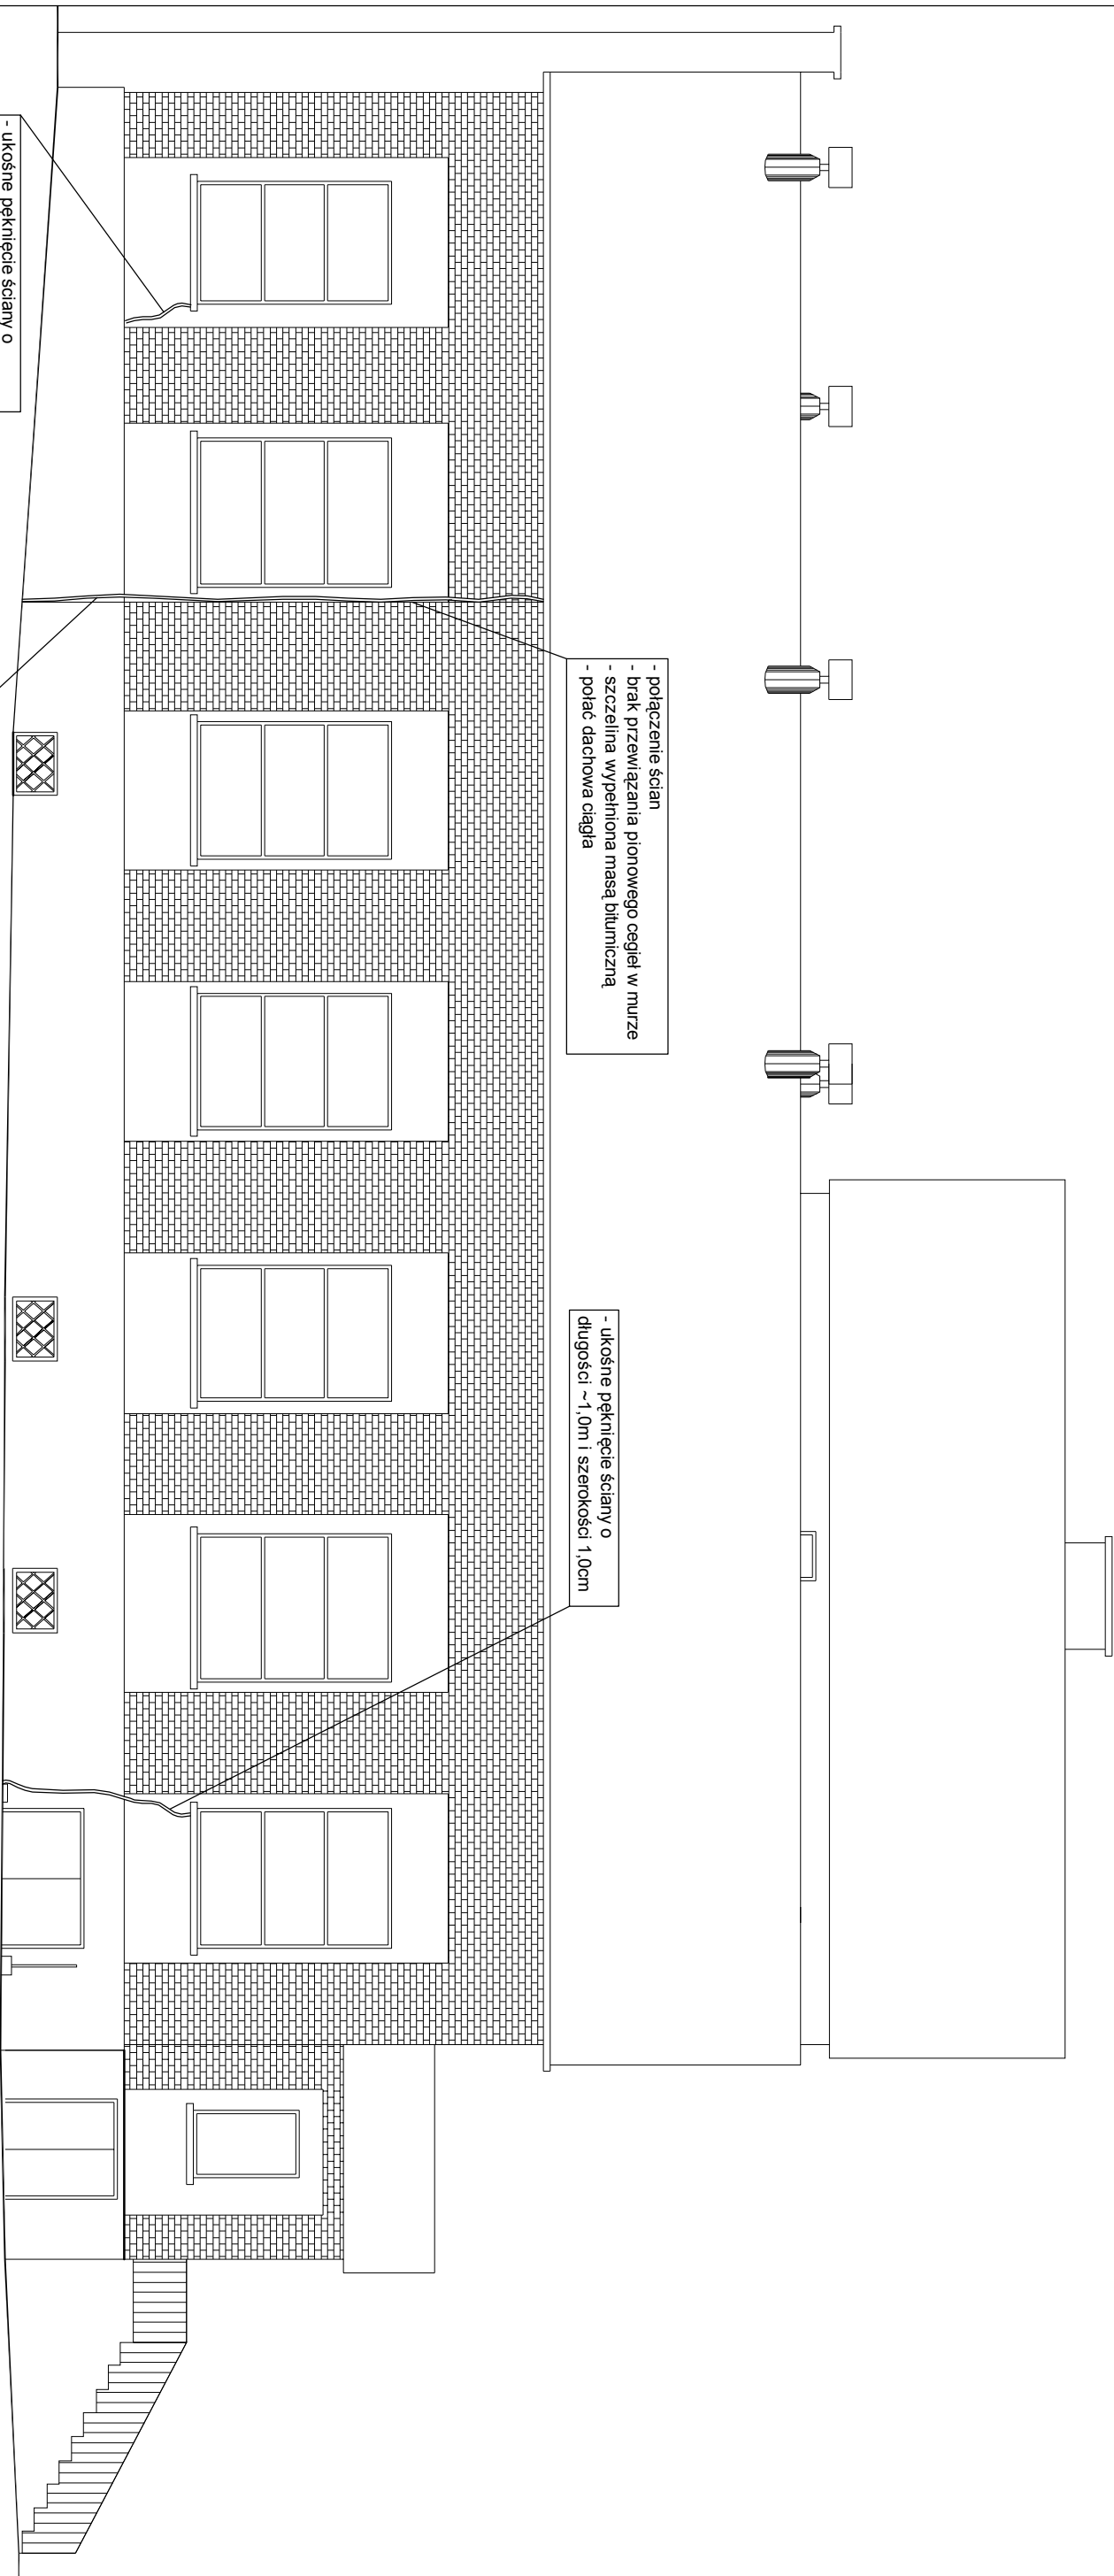 - ukośne pęknięcie ściany o
- połączenie ścian
- brak przewiązania pionowego cegieł w murze
- szczelina wypełniona masą bitumiczną
- połać dachowa ciągła
- ukośne pęknięcie ściany o
długości ~1,0m i szerokości 1,0cm